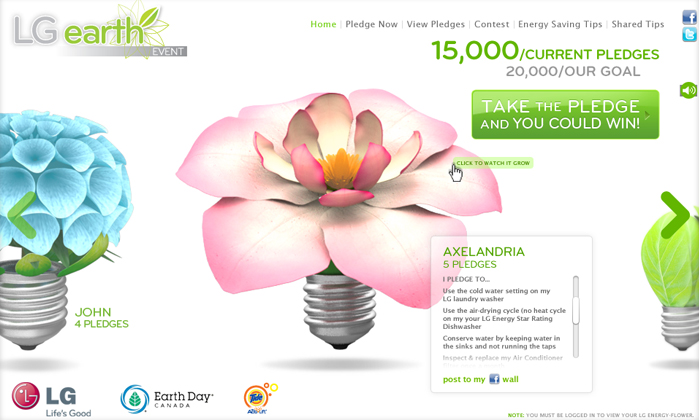 LG earth
EVENT
Home | Pledge Now | View Pledges | Contest | Energy Saving Tips | Shared Tips
15,000/CURRENT PLEDGES
20,000/OUR GOAL
TAKE THE PLEDGE
AND YOU COULD WIN!
CLICK TO WATCH IT GROW
JOHN
4 PLEDGES
AXELANDRIA
5 PLEDGES
I PLEDGE TO...
Use the cold water setting on my
LG laundry washer
Use the air-drying cycle (no heat cycle
on my your LG Energy Star Rating
Dishwasher
Conserve water by keeping water in
the sinks and not running the taps
Inspect & replace my Air Conditioner
post to my f wall
LG
Life's Good
Earth Day
CANADA
Tide
NOTE: YOU MUST BE LOGGED IN TO VIEW YOUR LG ENERGY-FLOWER